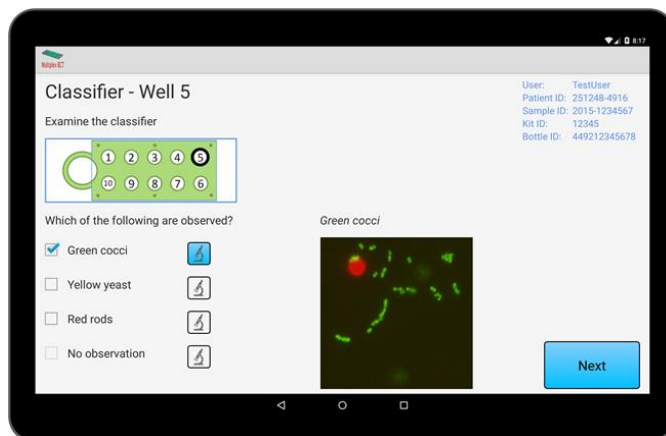 8:17
Multiplex BCT
Classifier - Well 5
User: TestUser
Patient ID: 251248-4916
Sample ID: 2015-1234567
Kit ID: 12345
Bottle ID: 449212345678
Examine the classifier
1 2 3 4 5
10 9 8 7 6
Which of the following are observed?
Green cocci
Green cocci
Yellow yeast
Red rods
No observation
Next